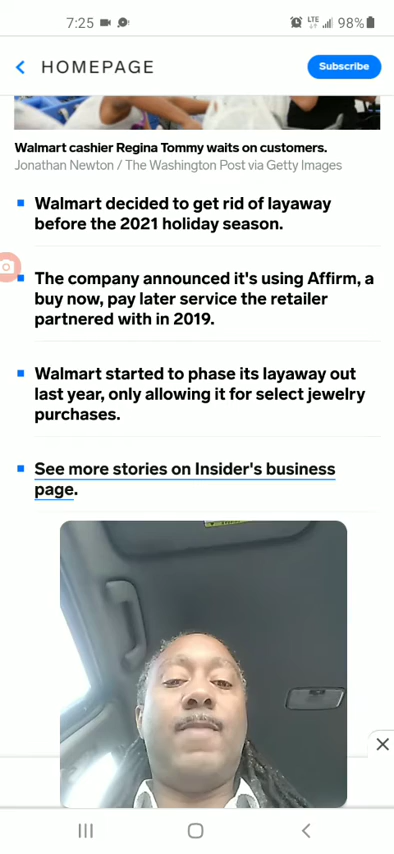 7:25
LTE
98%
HOMEPAGE
Subscribe
Walmart cashier Regina Tommy waits on customers.
Jonathan Newton / The Washington Post via Getty Images
Walmart decided to get rid of layaway
before the 2021 holiday season.
The company announced it's using Affirm, a
buy now, pay later service the retailer
partnered with in 2019.
Walmart started to phase its layaway out
last year, only allowing it for select jewelry
purchases.
See more stories on Insider's business
page.